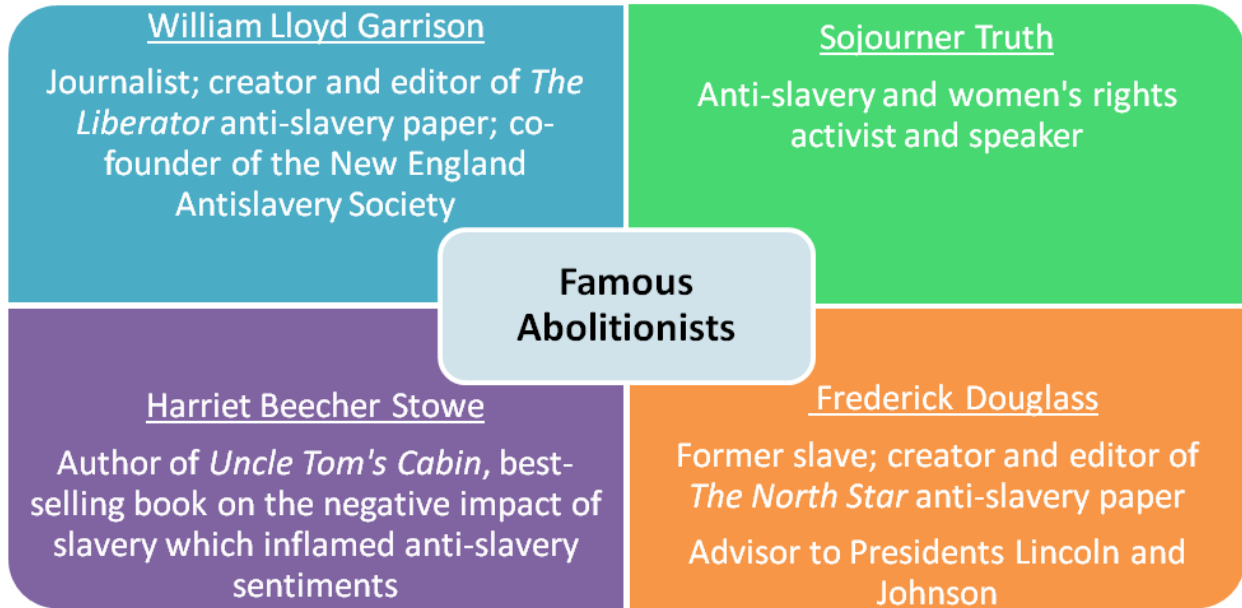 William Lloyd Garrison
Journalist; creator and editor of The
Liberator anti-slavery paper; co-
founder of the New England
Antislavery Society
Sojourner Truth
Anti-slavery and women's rights
activist and speaker
Famous
Abolitionists
Harriet Beecher Stowe
Author of Uncle Tom's Cabin, best-
selling book on the negative impact of
slavery which inflamed anti-slavery
sentiments
Frederick Douglass
Former slave; creator and editor of
The North Star anti-slavery paper
Advisor to Presidents Lincoln and
Johnson